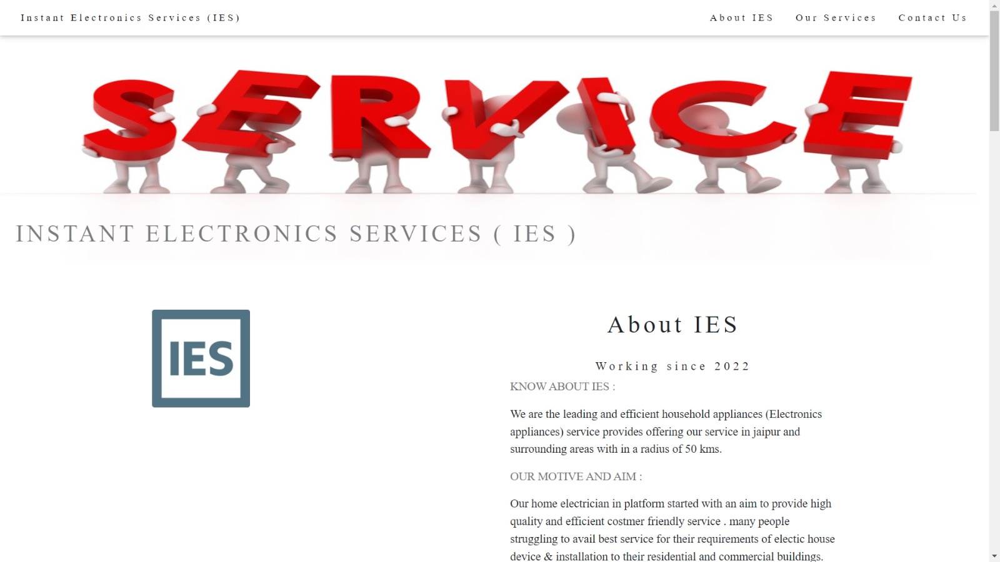 Instant Electronics Services (IES)
About IES
Our Services
Contact Us
SERVICE
INSTANT ELECTRONICS SERVICES ( IES )
IES
About IES
Working since 2022
KNOW ABOUT IES :
We are the leading and efficient household appliances (Electronics
appliances) service provides offering our service in jaipur and
surrounding areas with in a radius of 50 kms.
OUR MOTIVE AND AIM :
Our home electrician in platform started with an aim to provide high
quality and efficient costmer friendly service . many people
struggling to avail best service for their requirements of electic house
device & installation to their residential and commercial buildings.